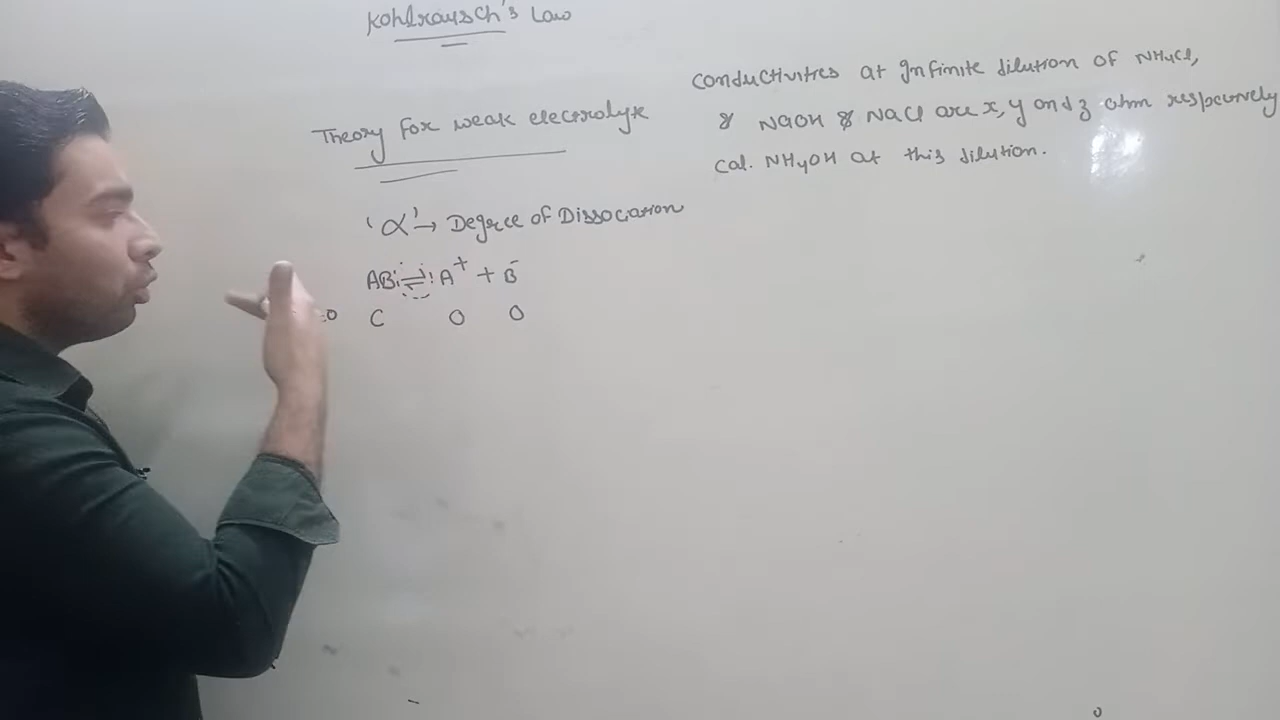 Kohlrausch's Law
Theory For weak electrolyte
'α' → Degree of Dissociation
AB ⇌ A⁺ + B⁻
=0 C O O
Conductivities at Infinite dilution of NH4Cl,
& NaOH & NaCl are x, y and z ohm respectively
Cal. NH4OH at this dilution.